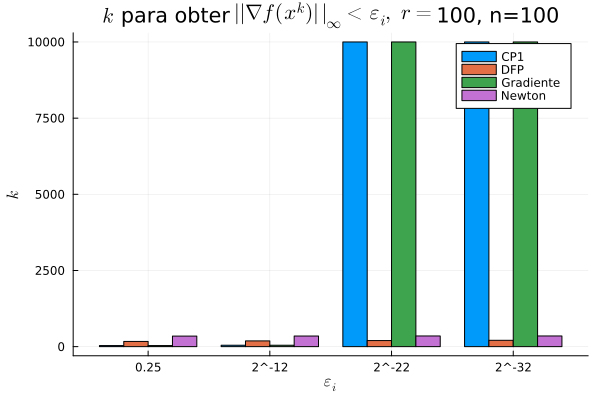 k para obter ||∇f(x^k)||_∞ < ε_i, r = 100, n=100
10000
7500
5000
2500
0
k
CP1
DFP
Gradiente
Newton
0.25 2^-12 2^-22 2^-32
ε_i